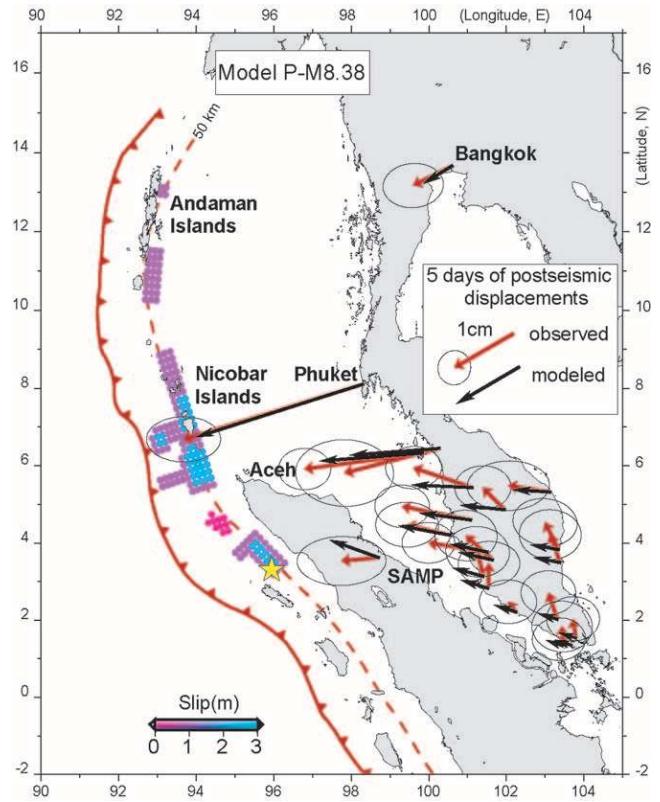 90 92 94 96 98 100 (Longitude, E) 104
16
14
12
10
8
6
4
2
0
-2
Model P-M8.38
50 km
Bangkok
Andaman
Islands
5 days of postseismic
displacements
1cm
observed
modeled
Nicobar
Islands
Phuket
Aceh
SAMP
Slip(m)
0 1 2 3
(Latitude, N)
14
12
10
8
6
4
2
0
-2
90 92 94 96 98 100 102 104